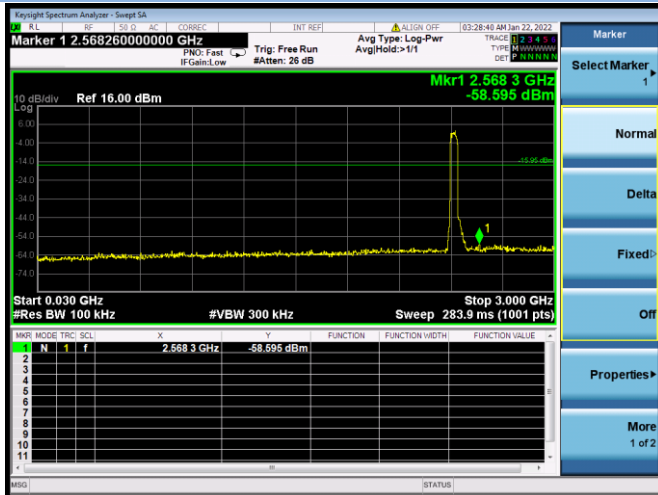 Keysight Spectrum Analyzer - Swept SA
RL RF 50 Ω AC CORREC INT REF ALIGN OFF 03:28:40 AM Jan 22, 2022
Marker 1 2.568260000000 GHz
PNO: Fast
IFGain:Low
Trig: Free Run
#Atten: 26 dB
Avg Type: Log-Pwr
Avg|Hold:>1/1
TRACE 1 2 3 4 5 6
TYPE M WWWWW
DET P N N N N N
Mkr1 2.568 3 GHz
-58.595 dBm
10 dB/div Ref 16.00 dBm
Log
6.00
-4.00
-14.0
-15.95 dBm
-24.0
-34.0
-44.0
-54.0
1
-64.0
-74.0
Start 0.030 GHz Stop 3.000 GHz
#Res BW 100 kHz #VBW 300 kHz Sweep 283.9 ms (1001 pts)
MKR MODE TRC SCL X Y FUNCTION FUNCTION WIDTH FUNCTION VALUE
1 N 1 f 2.568 3 GHz -58.595 dBm
2
3
4
5
6
7
8
9
10
11
MSG STATUS
Marker
Select Marker
1
Normal
Delta
Fixed
Off
Properties
More
1 of 2